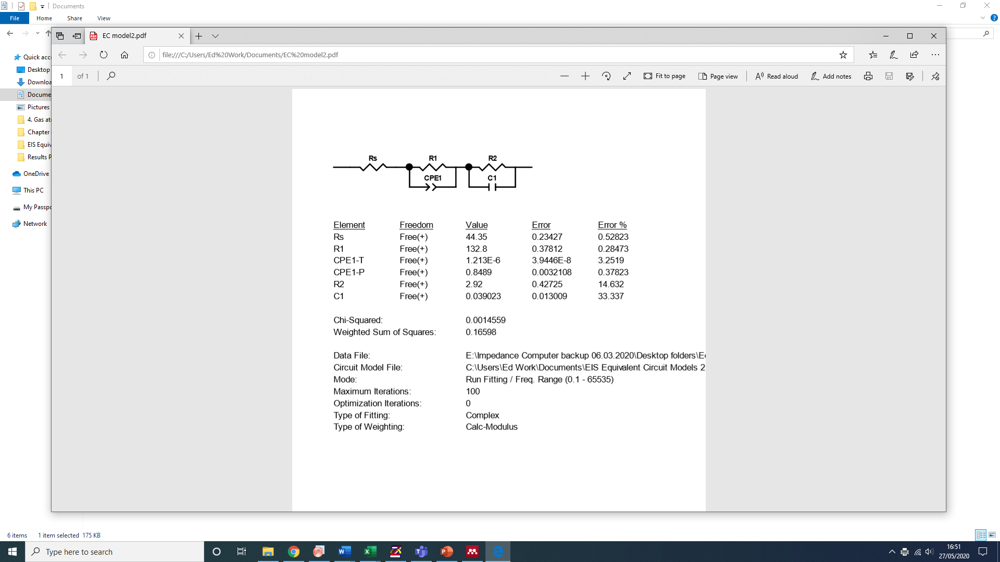 Documents
File Home Share View
EC model2.pdf
file:///C:/Users/Ed%20Work/Documents/EC%20model2.pdf
1 of 1 Fit to page Page view Read aloud Add notes
Quick acc
Desktop
Downloa
Docume
Pictures
4. Gas at
Chapter
EIS Equiv
Results P
OneDrive
This PC
My Passpo
Network
Rs R1 R2
CPE1 C1
Element Freedom Value Error Error %
Rs Free(+) 44.35 0.23427 0.52823
R1 Free(+) 132.8 0.37812 0.28473
CPE1-T Free(+) 1.213E-6 3.9446E-8 3.2519
CPE1-P Free(+) 0.8489 0.0032108 0.37823
R2 Free(+) 2.92 0.42725 14.632
C1 Free(+) 0.039023 0.013009 33.337
Chi-Squared: 0.0014559
Weighted Sum of Squares: 0.16598
Data File: E:\Impedance Computer backup 06.03.2020\Desktop folders\E
Circuit Model File: C:\Users\Ed Work\Documents\EIS Equivalent Circuit Models 2
Mode: Run Fitting / Freq. Range (0.1 - 65535)
Maximum Iterations: 100
Optimization Iterations: 0
Type of Fitting: Complex
Type of Weighting: Calc-Modulus
6 items 1 item selected 175 KB
Type here to search
16:51
27/05/2020